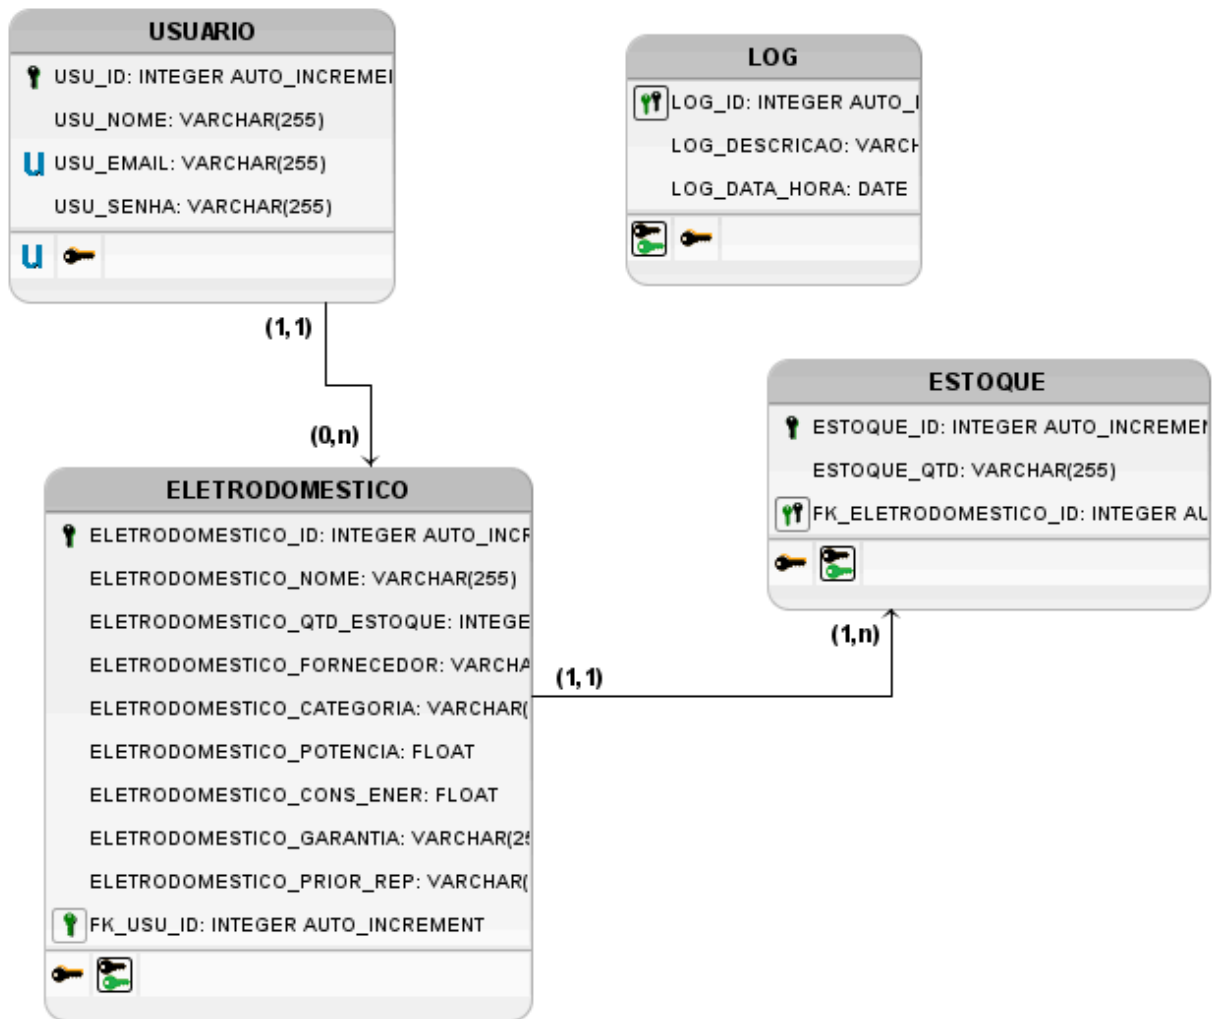 USUARIO
USU_ID: INTEGER AUTO_INCREMEI
USU_NOME: VARCHAR(255)
U USU_EMAIL: VARCHAR(255)
USU_SENHA: VARCHAR(255)
U
(1,1)
(0,n)
LOG
LOG_ID: INTEGER AUTO_I
LOG_DESCRICAO: VARCH
LOG_DATA_HORA: DATE
ESTOQUE
ESTOQUE_ID: INTEGER AUTO_INCREMEN
ESTOQUE_QTD: VARCHAR(255)
FK_ELETRODOMESTICO_ID: INTEGER AU
(1,n)
(1,1)
ELETRODOMESTICO
ELETRODOMESTICO_ID: INTEGER AUTO_INCR
ELETRODOMESTICO_NOME: VARCHAR(255)
ELETRODOMESTICO_QTD_ESTOQUE: INTEGE
ELETRODOMESTICO_FORNECEDOR: VARCHA
ELETRODOMESTICO_CATEGORIA: VARCHAR(
ELETRODOMESTICO_POTENCIA: FLOAT
ELETRODOMESTICO_CONS_ENER: FLOAT
ELETRODOMESTICO_GARANTIA: VARCHAR(25
ELETRODOMESTICO_PRIOR_REP: VARCHAR(
FK_USU_ID: INTEGER AUTO_INCREMENT